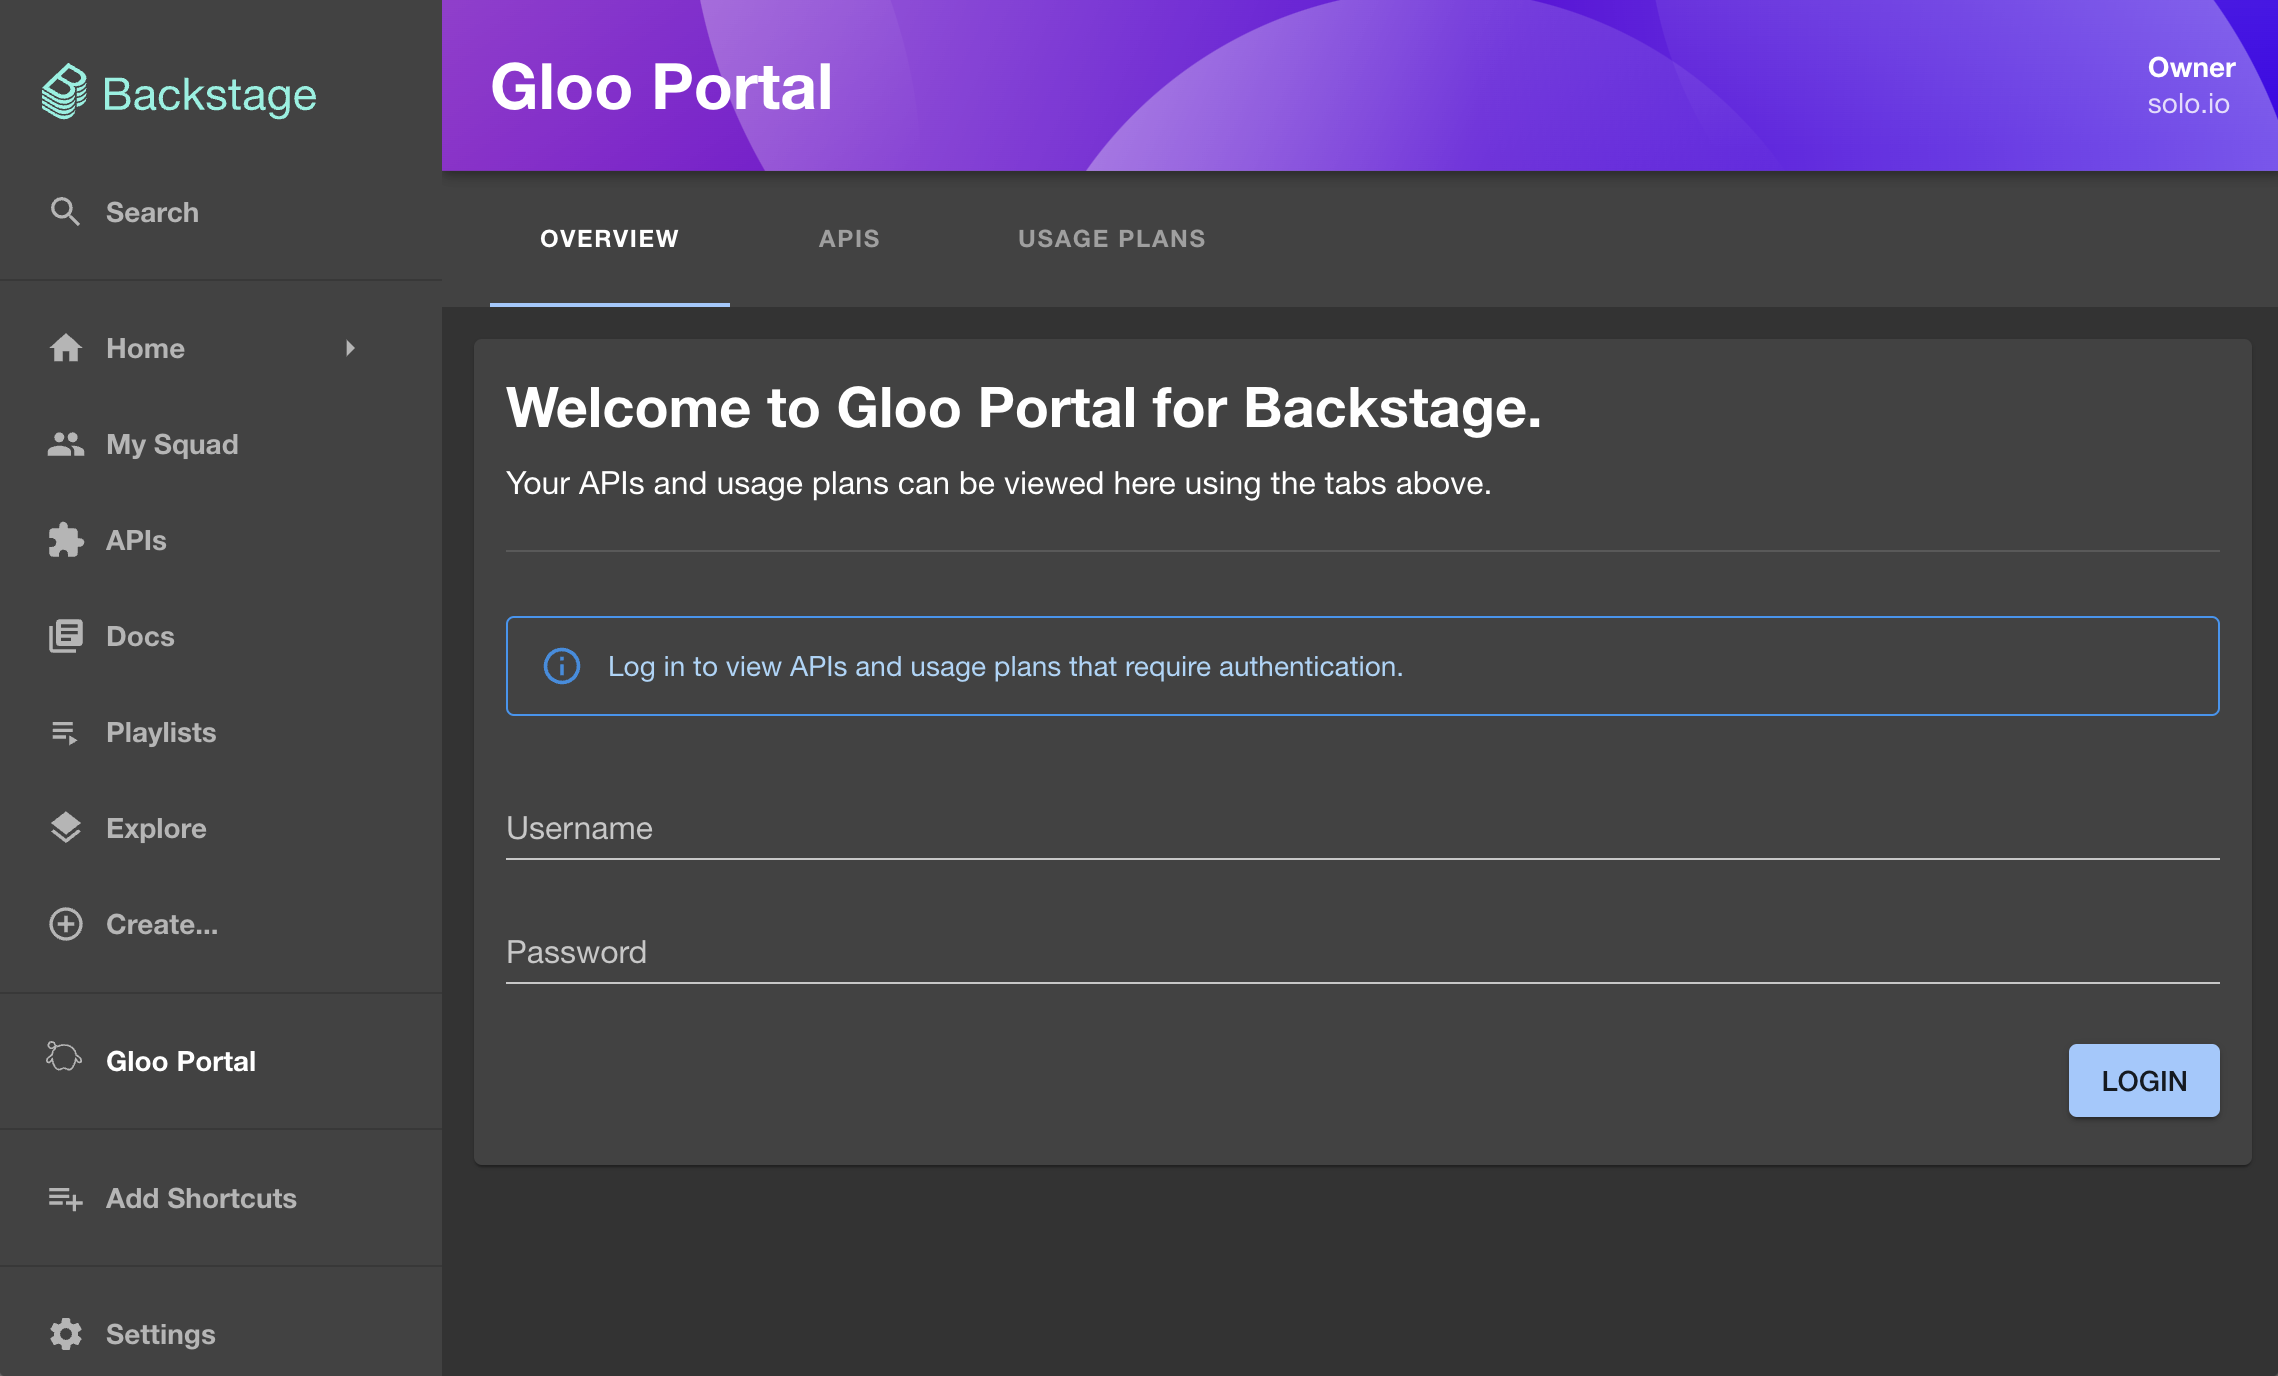 Backstage
Search
Home
My Squad
APIs
Docs
Playlists
Explore
Create...
Gloo Portal
Add Shortcuts
Settings
Gloo Portal
Owner
solo.io
OVERVIEW
APIS
USAGE PLANS
Welcome to Gloo Portal for Backstage.
Your APIs and usage plans can be viewed here using the tabs above.
Log in to view APIs and usage plans that require authentication.
Username
Password
LOGIN